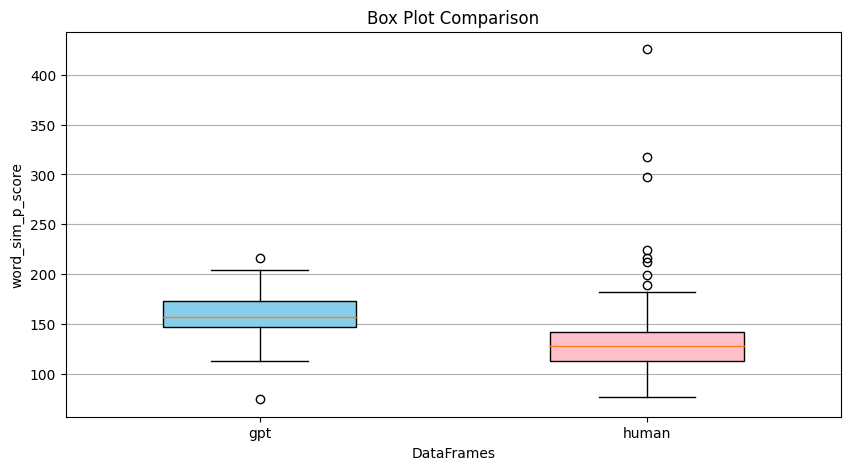 Box Plot Comparison
word_sim_p_score
400
350
300
250
200
150
100
gpt
human
DataFrames